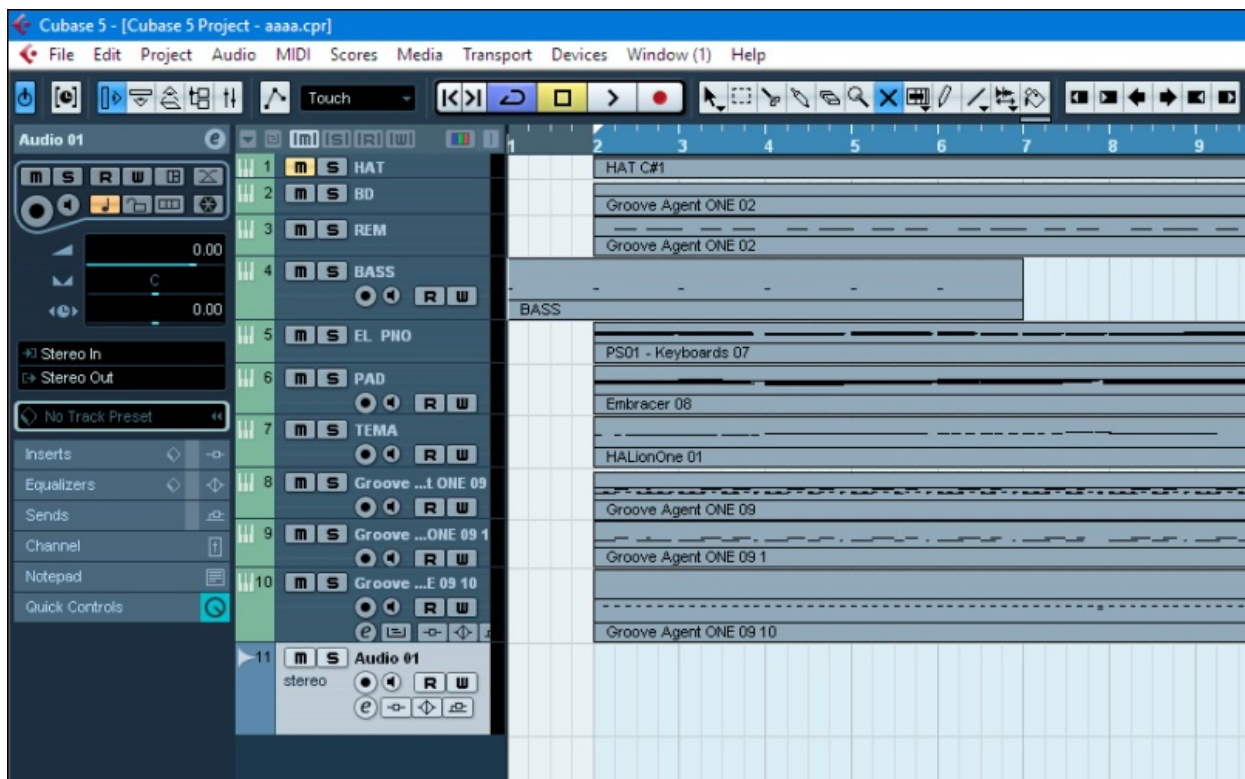 Cubase 5 - [Cubase 5 Project - aaaa.cpr]
File Edit Project Audio MIDI Scores Media Transport Devices Window (1) Help
Touch
Audio 01
e
m S R W
0.00
C
0.00
Stereo In
Stereo Out
No Track Preset
Inserts
Equalizers
Sends
Channel
Notepad
Quick Controls
[m] [S] [R] [W]
1 m S HAT
2 m S BD
3 m S REM
4 m S BASS
R W
5 m S EL PNO
6 m S PAD
R W
7 m S TEMA
R W
8 m S Groove ...t ONE 09
R W
9 m S Groove ...ONE 09 1
R W
10 m S Groove ...E 09 10
R W
e
11 m S Audio 01
stereo R W
e
1 2 3 4 5 6 7 8 9
HAT C#1
Groove Agent ONE 02
Groove Agent ONE 02
BASS
PS01 - Keyboards 07
Embracer 08
HALionOne 01
Groove Agent ONE 09
Groove Agent ONE 09 1
Groove Agent ONE 09 10